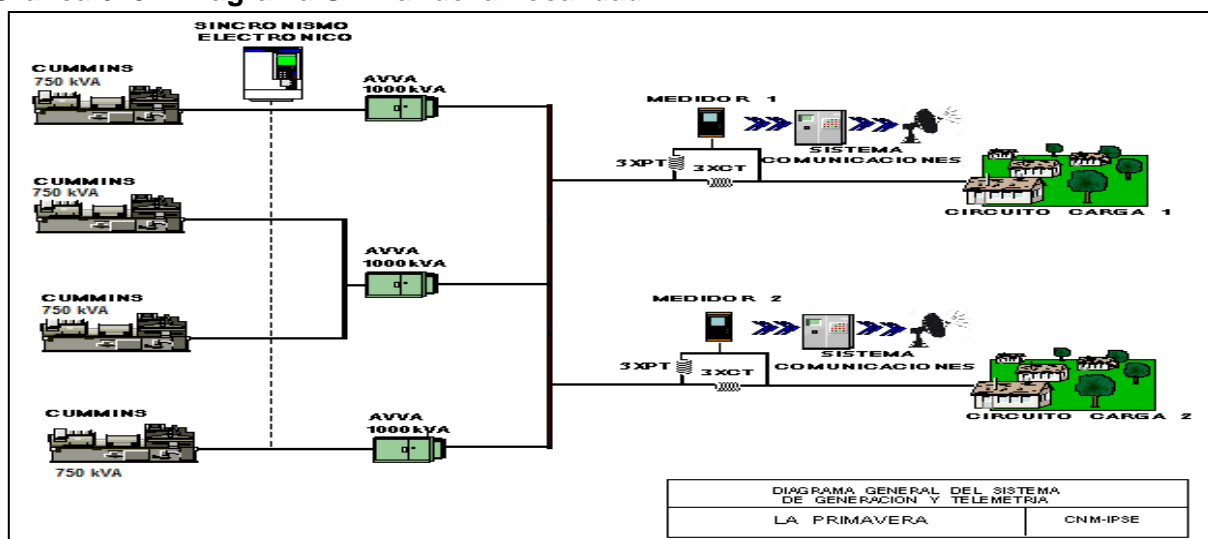 SINCRONISMO
ELECTRONICO
CUMMINS
750 kVA
AVVA
1000kVA
MEDIDOR 1
SISTEMA
COMUNICACIONES
3XPT
3XCT
CIRCUITO CARGA 1
CUMMINS
750 kVA
AVVA
1000kVA
CUMMINS
750 kVA
MEDIDOR 2
SISTEMA
COMUNICACIONES
3XPT
3XCT
CIRCUITO CARGA 2
CUMMINS
750 kVA
AVVA
1000kVA
DIAGRAMA GENERAL DEL SISTEMA
DE GENERACION Y TELEMETRIA
LA PRIMAVERA
CNM-IPSE